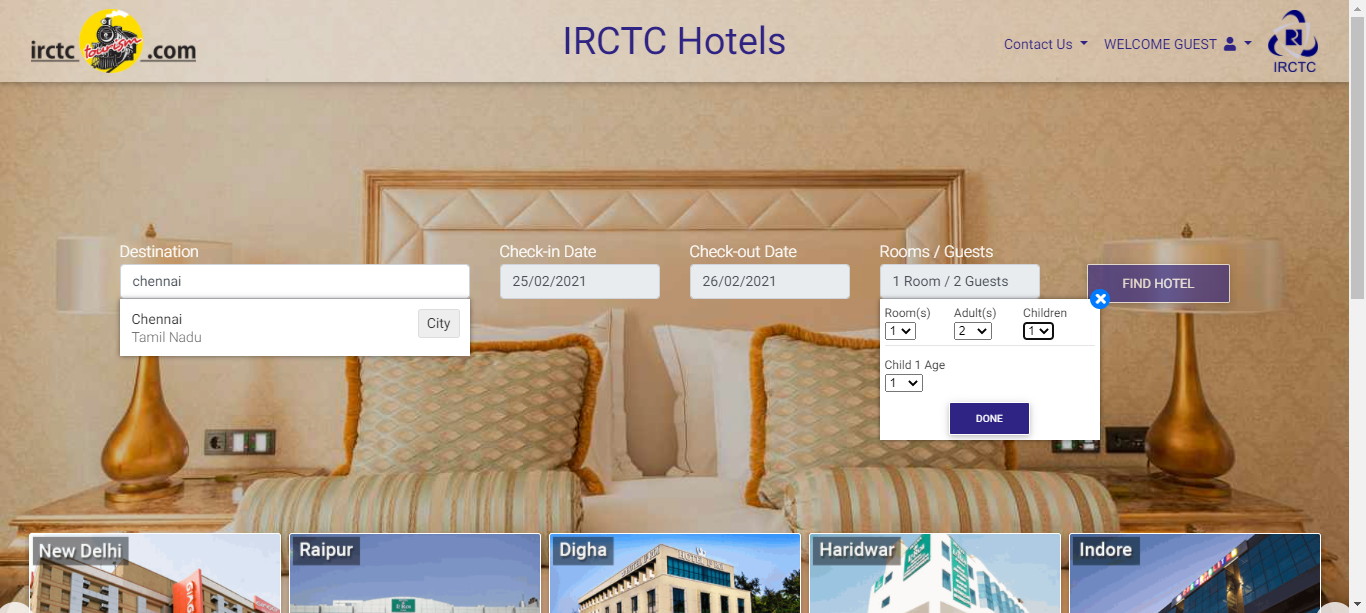 irctc tourism .com
IRCTC Hotels
Contact Us
WELCOME GUEST
IRCTC
Destination
Check-in Date
Check-out Date
Rooms / Guests
chennai
25/02/2021
26/02/2021
1 Room / 2 Guests
FIND HOTEL
Chennai
Tamil Nadu
City
Room(s)
Adult(s)
Children
1
2
1
Child 1 Age
1
DONE
New Delhi
Raipur
Digha
Haridwar
Indore